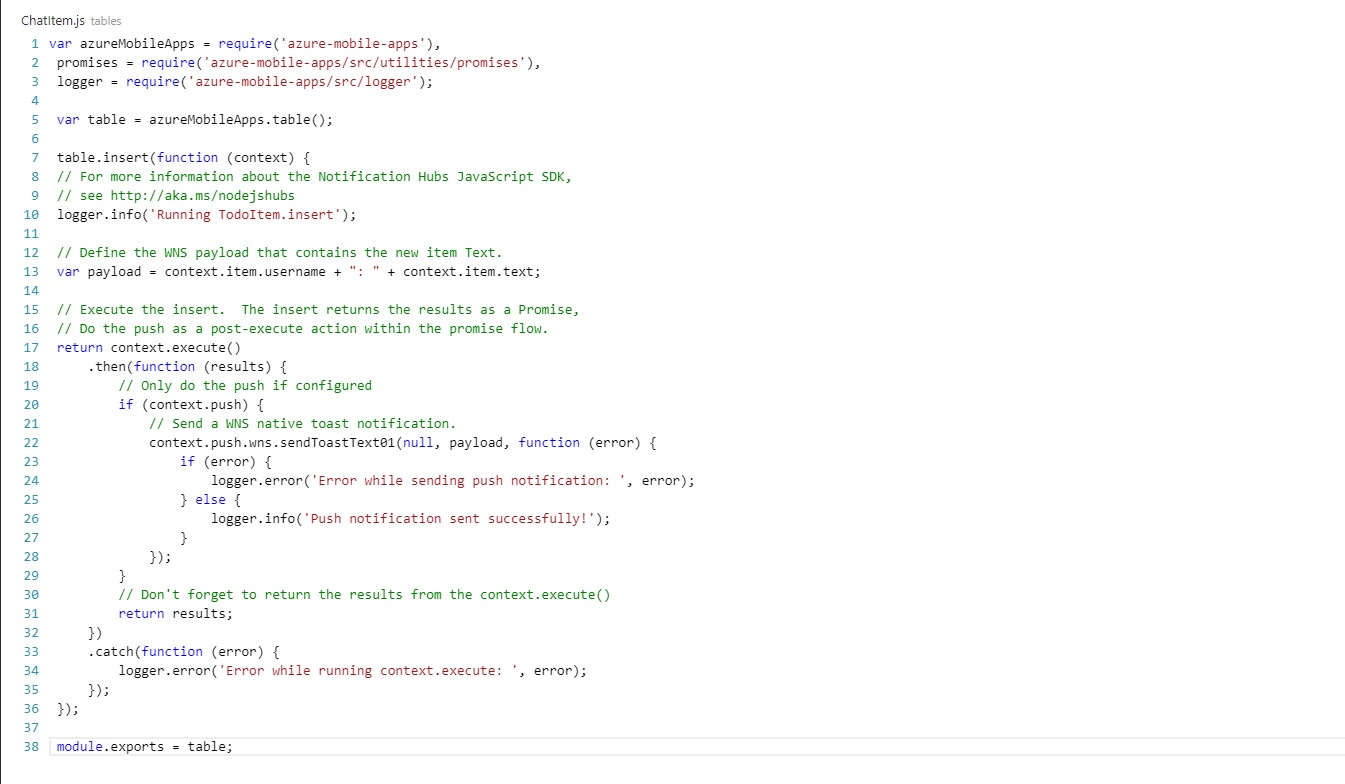 ChatItem.js tables
1 var azureMobileApps = require('azure-mobile-apps'),
2 promises = require('azure-mobile-apps/src/utilities/promises'),
3 logger = require('azure-mobile-apps/src/logger');
4
5 var table = azureMobileApps.table();
6
7 table.insert(function (context) {
8 // For more information about the Notification Hubs JavaScript SDK,
9 // see http://aka.ms/nodejshubs
10 logger.info('Running TodoItem.insert');
11
12 // Define the WNS payload that contains the new item Text.
13 var payload = context.item.username + ": " + context.item.text;
14
15 // Execute the insert.  The insert returns the results as a Promise,
16 // Do the push as a post-execute action within the promise flow.
17 return context.execute()
18     .then(function (results) {
19         // Only do the push if configured
20         if (context.push) {
21             // Send a WNS native toast notification.
22             context.push.wns.sendToastText01(null, payload, function (error) {
23                 if (error) {
24                     logger.error('Error while sending push notification: ', error);
25                 } else {
26                     logger.info('Push notification sent successfully!');
27                 }
28             });
29         }
30         // Don't forget to return the results from the context.execute()
31         return results;
32     })
33     .catch(function (error) {
34         logger.error('Error while running context.execute: ', error);
35     });
36 });
37
38 module.exports = table;